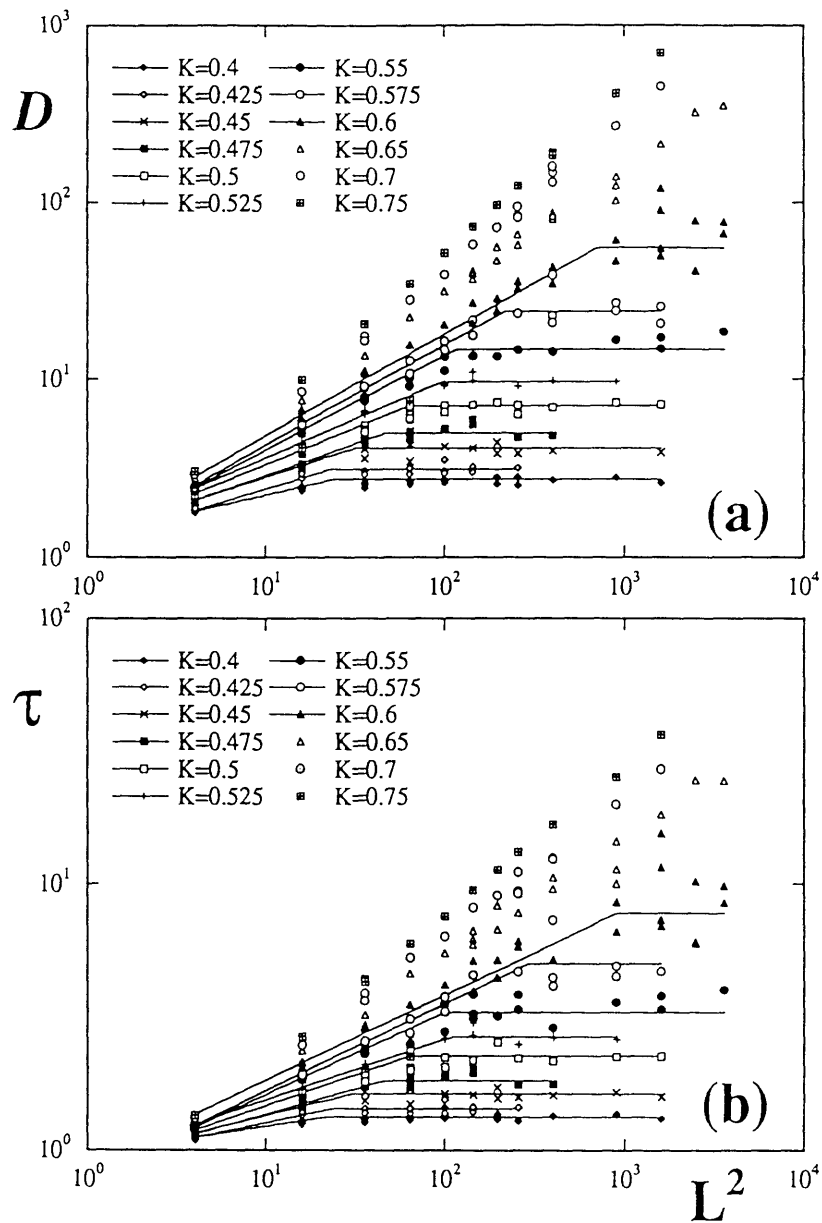 10³
K=0.4 K=0.55
K=0.425 K=0.575
D
K=0.45 K=0.6
K=0.475 K=0.65
K=0.5 K=0.7
K=0.525 K=0.75
10²
10¹
(a)
10⁰
10⁰ 10¹ 10² 10³ 10⁴
10²
K=0.4 K=0.55
K=0.425 K=0.575
τ
K=0.45 K=0.6
K=0.475 K=0.65
K=0.5 K=0.7
K=0.525 K=0.75
10¹
(b)
10⁰
10⁰ 10¹ 10² 10³ 10⁴
L²